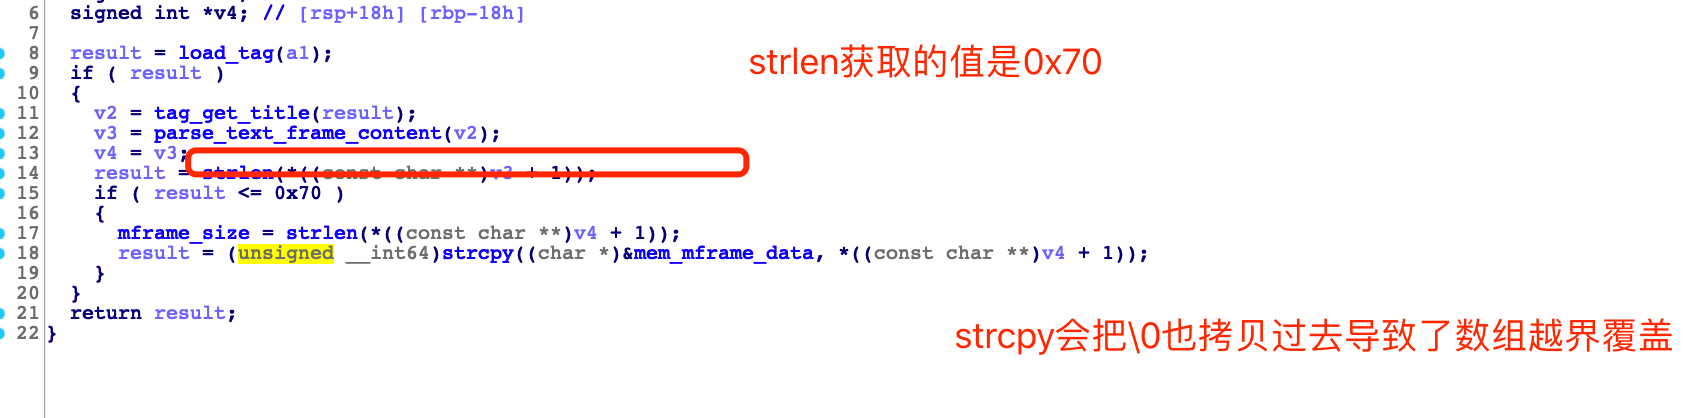 6 signed int *v4; // [rsp+18h] [rbp-18h]
7
strlen获取的值是0x70
8 result = load_tag(a1);
9 if ( result )
10 {
11 v2 = tag_get_title(result);
12 v3 = parse_text_frame_content(v2);
13 v4 = v3;
14 result = strlen(*((const char **)v3 + 1));
15 if ( result <= 0x70 )
16 {
17 mframe_size = strlen(*((const char **)v4 + 1));
18 result = (unsigned __int64)strcpy((char *)&mem_mframe_data, *((const char **)v4 + 1));
19 }
20 }
21 return result;
22 }
strcpy会把\0也拷贝过去导致了数组越界覆盖